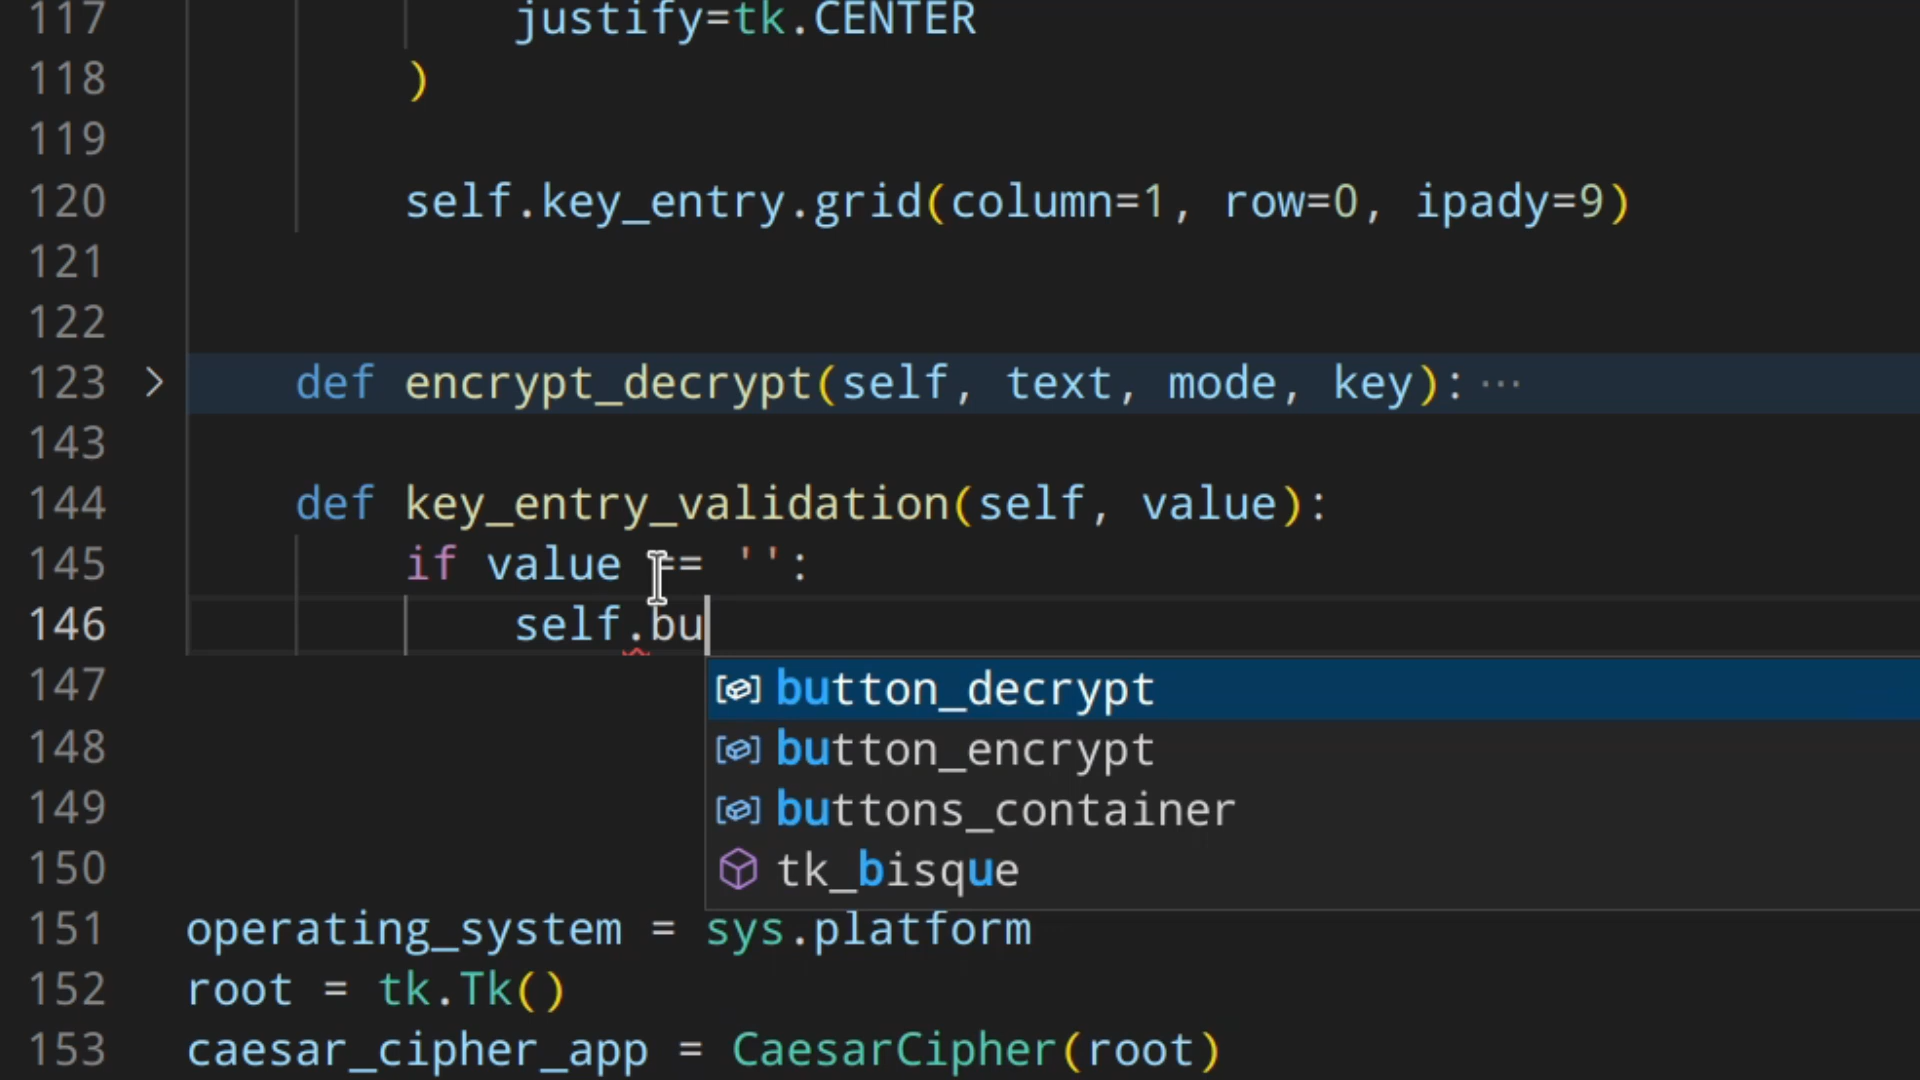 117 justify=tk.CENTER
118 )
119
120 self.key_entry.grid(column=1, row=0, ipady=9)
121
122
123 > def encrypt_decrypt(self, text, mode, key):···
143
144 def key_entry_validation(self, value):
145 if value == '':
146 self.bu
147 button_decrypt
148 button_encrypt
149 buttons_container
150 tk_bisque
151 operating_system = sys.platform
152 root = tk.Tk()
153 caesar_cipher_app = CaesarCipher(root)